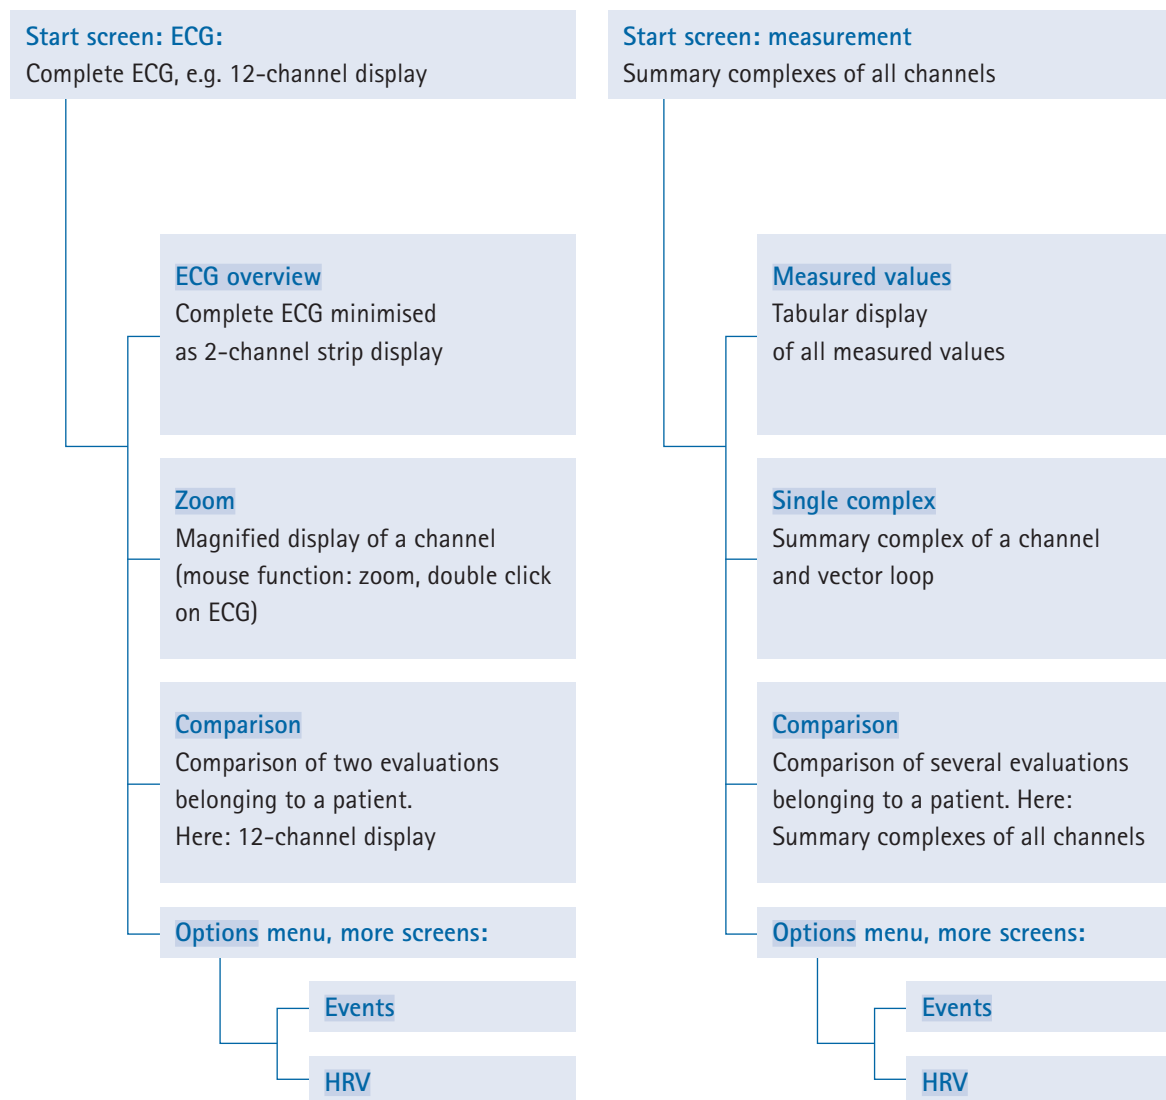 Start screen: ECG:
Complete ECG, e.g. 12-channel display
ECG overview
Complete ECG minimised
as 2-channel strip display
Zoom
Magnified display of a channel
(mouse function: zoom, double click
on ECG)
Comparison
Comparison of two evaluations
belonging to a patient.
Here: 12-channel display
Options menu, more screens:
Events
HRV
Start screen: measurement
Summary complexes of all channels
Measured values
Tabular display
of all measured values
Single complex
Summary complex of a channel
and vector loop
Comparison
Comparison of several evaluations
belonging to a patient. Here:
Summary complexes of all channels
Options menu, more screens:
Events
HRV